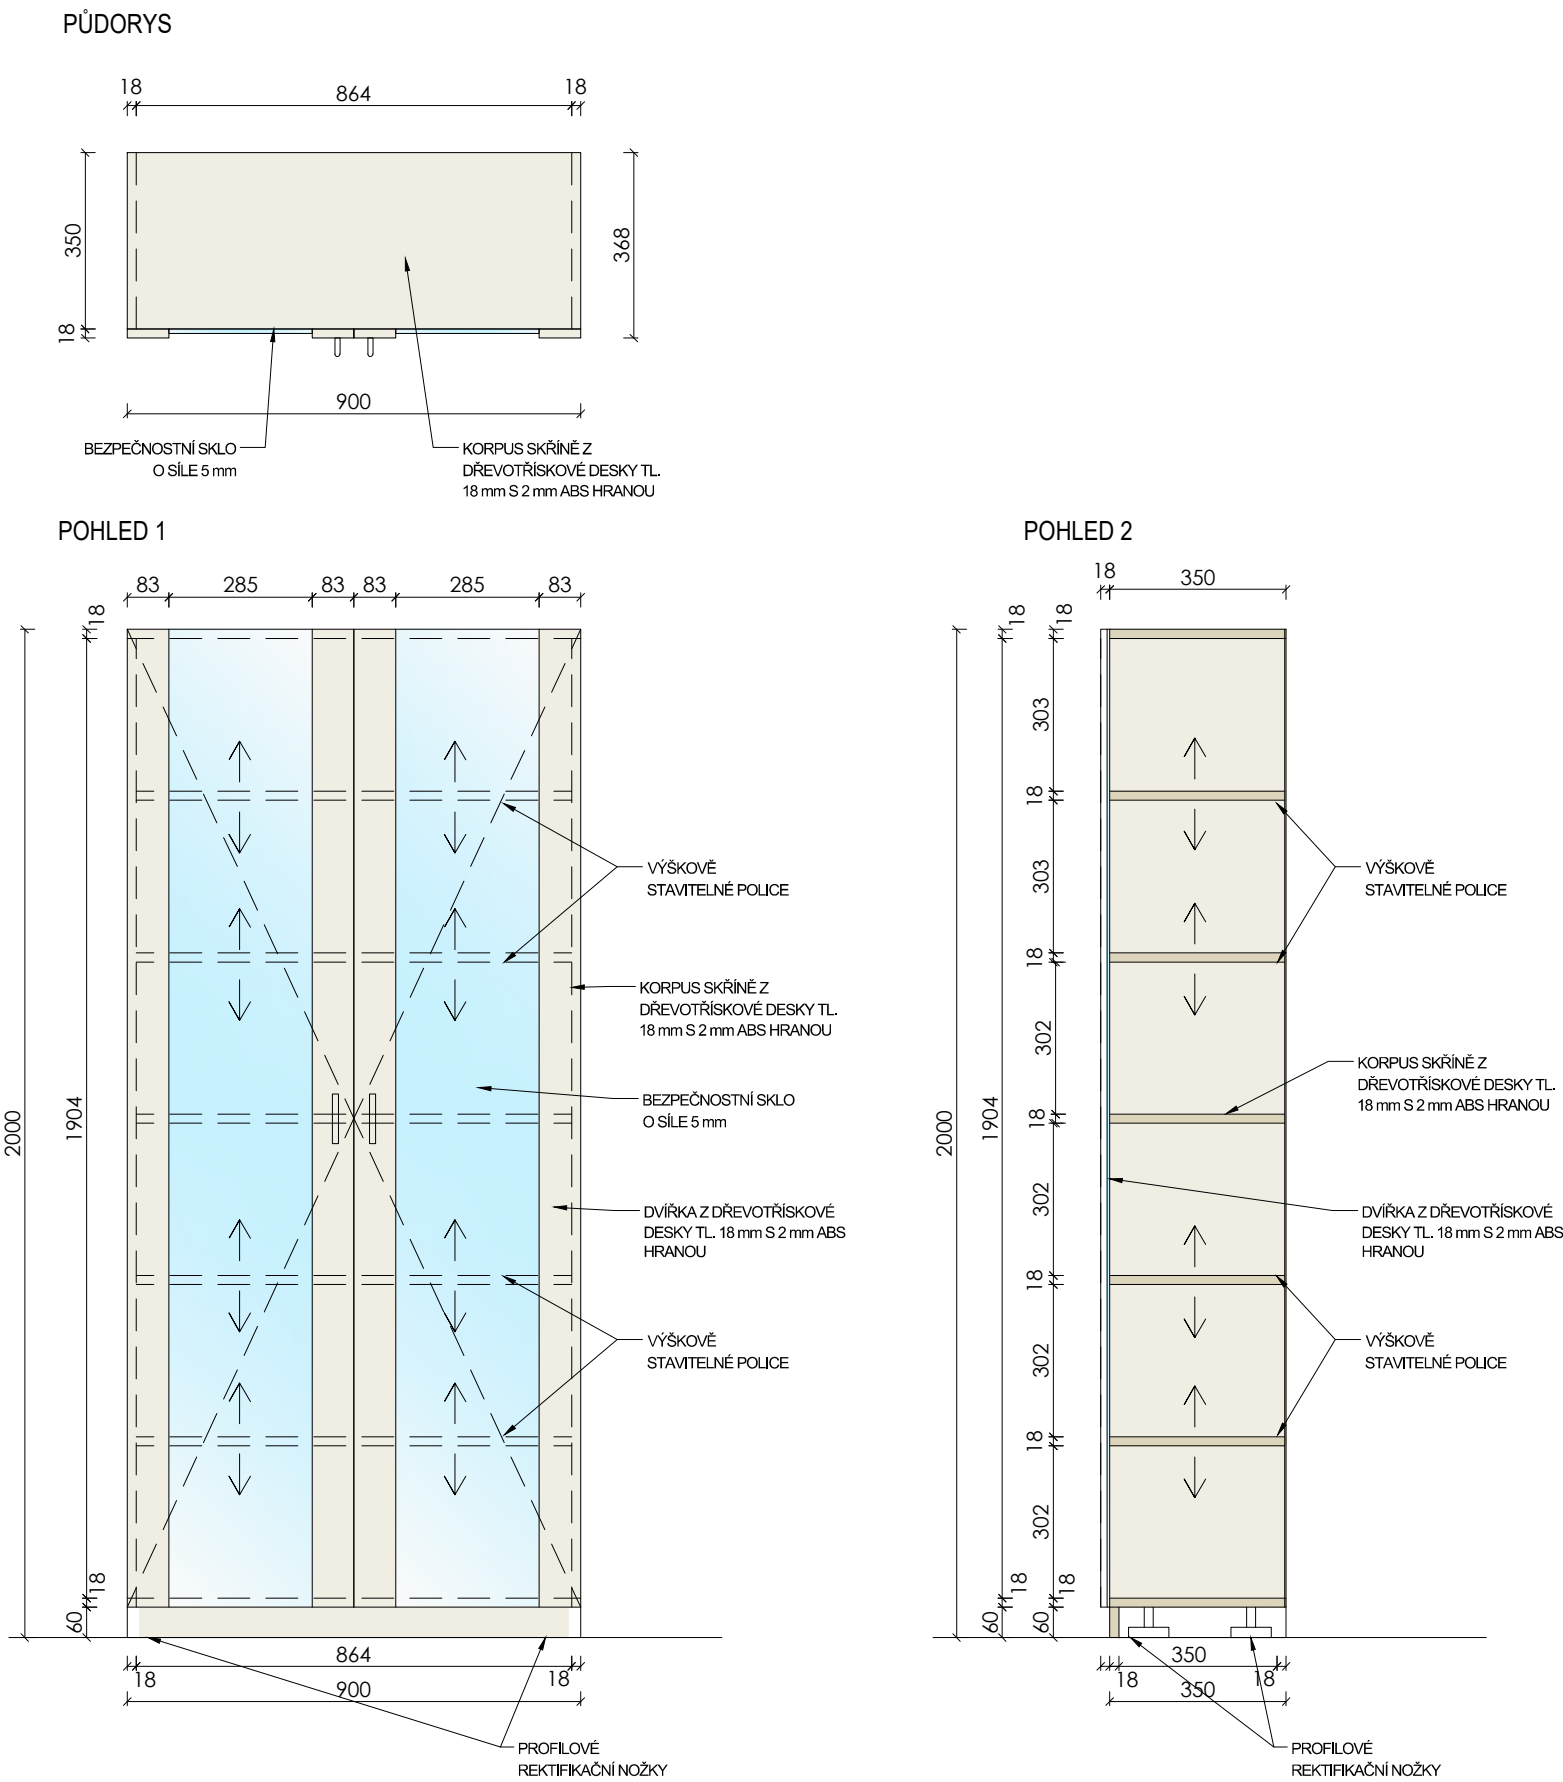 PŮDORYS
18 864 18
350
18
368
900
BEZPEČNOSTNÍ SKLO
O SÍLE 5 mm
KORPUS SKŘÍNĚ Z
DŘEVOTŘÍSKOVÉ DESKY TL.
18 mm S 2 mm ABS HRANOU
POHLED 1
83 285 83 83 285 83
18
2000
1904
18
60
VÝŠKOVĚ
STAVITELNÉ POLICE
KORPUS SKŘÍNĚ Z
DŘEVOTŘÍSKOVÉ DESKY TL.
18 mm S 2 mm ABS HRANOU
BEZPEČNOSTNÍ SKLO
O SÍLE 5 mm
DVÍŘKA Z DŘEVOTŘÍSKOVÉ
DESKY TL. 18 mm S 2 mm ABS
HRANOU
VÝŠKOVĚ
STAVITELNÉ POLICE
864
18 18
900
PROFILOVÉ
REKTIFIKAČNÍ NOŽKY
POHLED 2
18 350
18
18
2000
1904
303
18
303
18
302
18
302
18
302
18
302
18
18
60
60
VÝŠKOVĚ
STAVITELNÉ POLICE
KORPUS SKŘÍNĚ Z
DŘEVOTŘÍSKOVÉ DESKY TL.
18 mm S 2 mm ABS HRANOU
DVÍŘKA Z DŘEVOTŘÍSKOVÉ
DESKY TL. 18 mm S 2 mm ABS
HRANOU
VÝŠKOVĚ
STAVITELNÉ POLICE
350
18 18
350
PROFILOVÉ
REKTIFIKAČNÍ NOŽKY